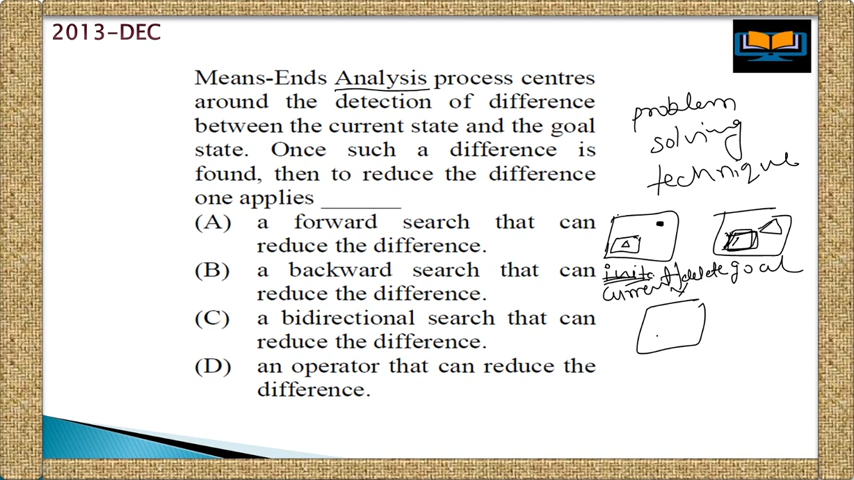 2013-DEC
Means-Ends Analysis process centres
around the detection of difference
between the current state and the goal
state. Once such a difference is
found, then to reduce the difference
one applies ________
(A) a forward search that can
reduce the difference.
(B) a backward search that can
reduce the difference.
(C) a bidirectional search that can
reduce the difference.
(D) an operator that can reduce the
difference.
problem
solving
technique
delete goal
current